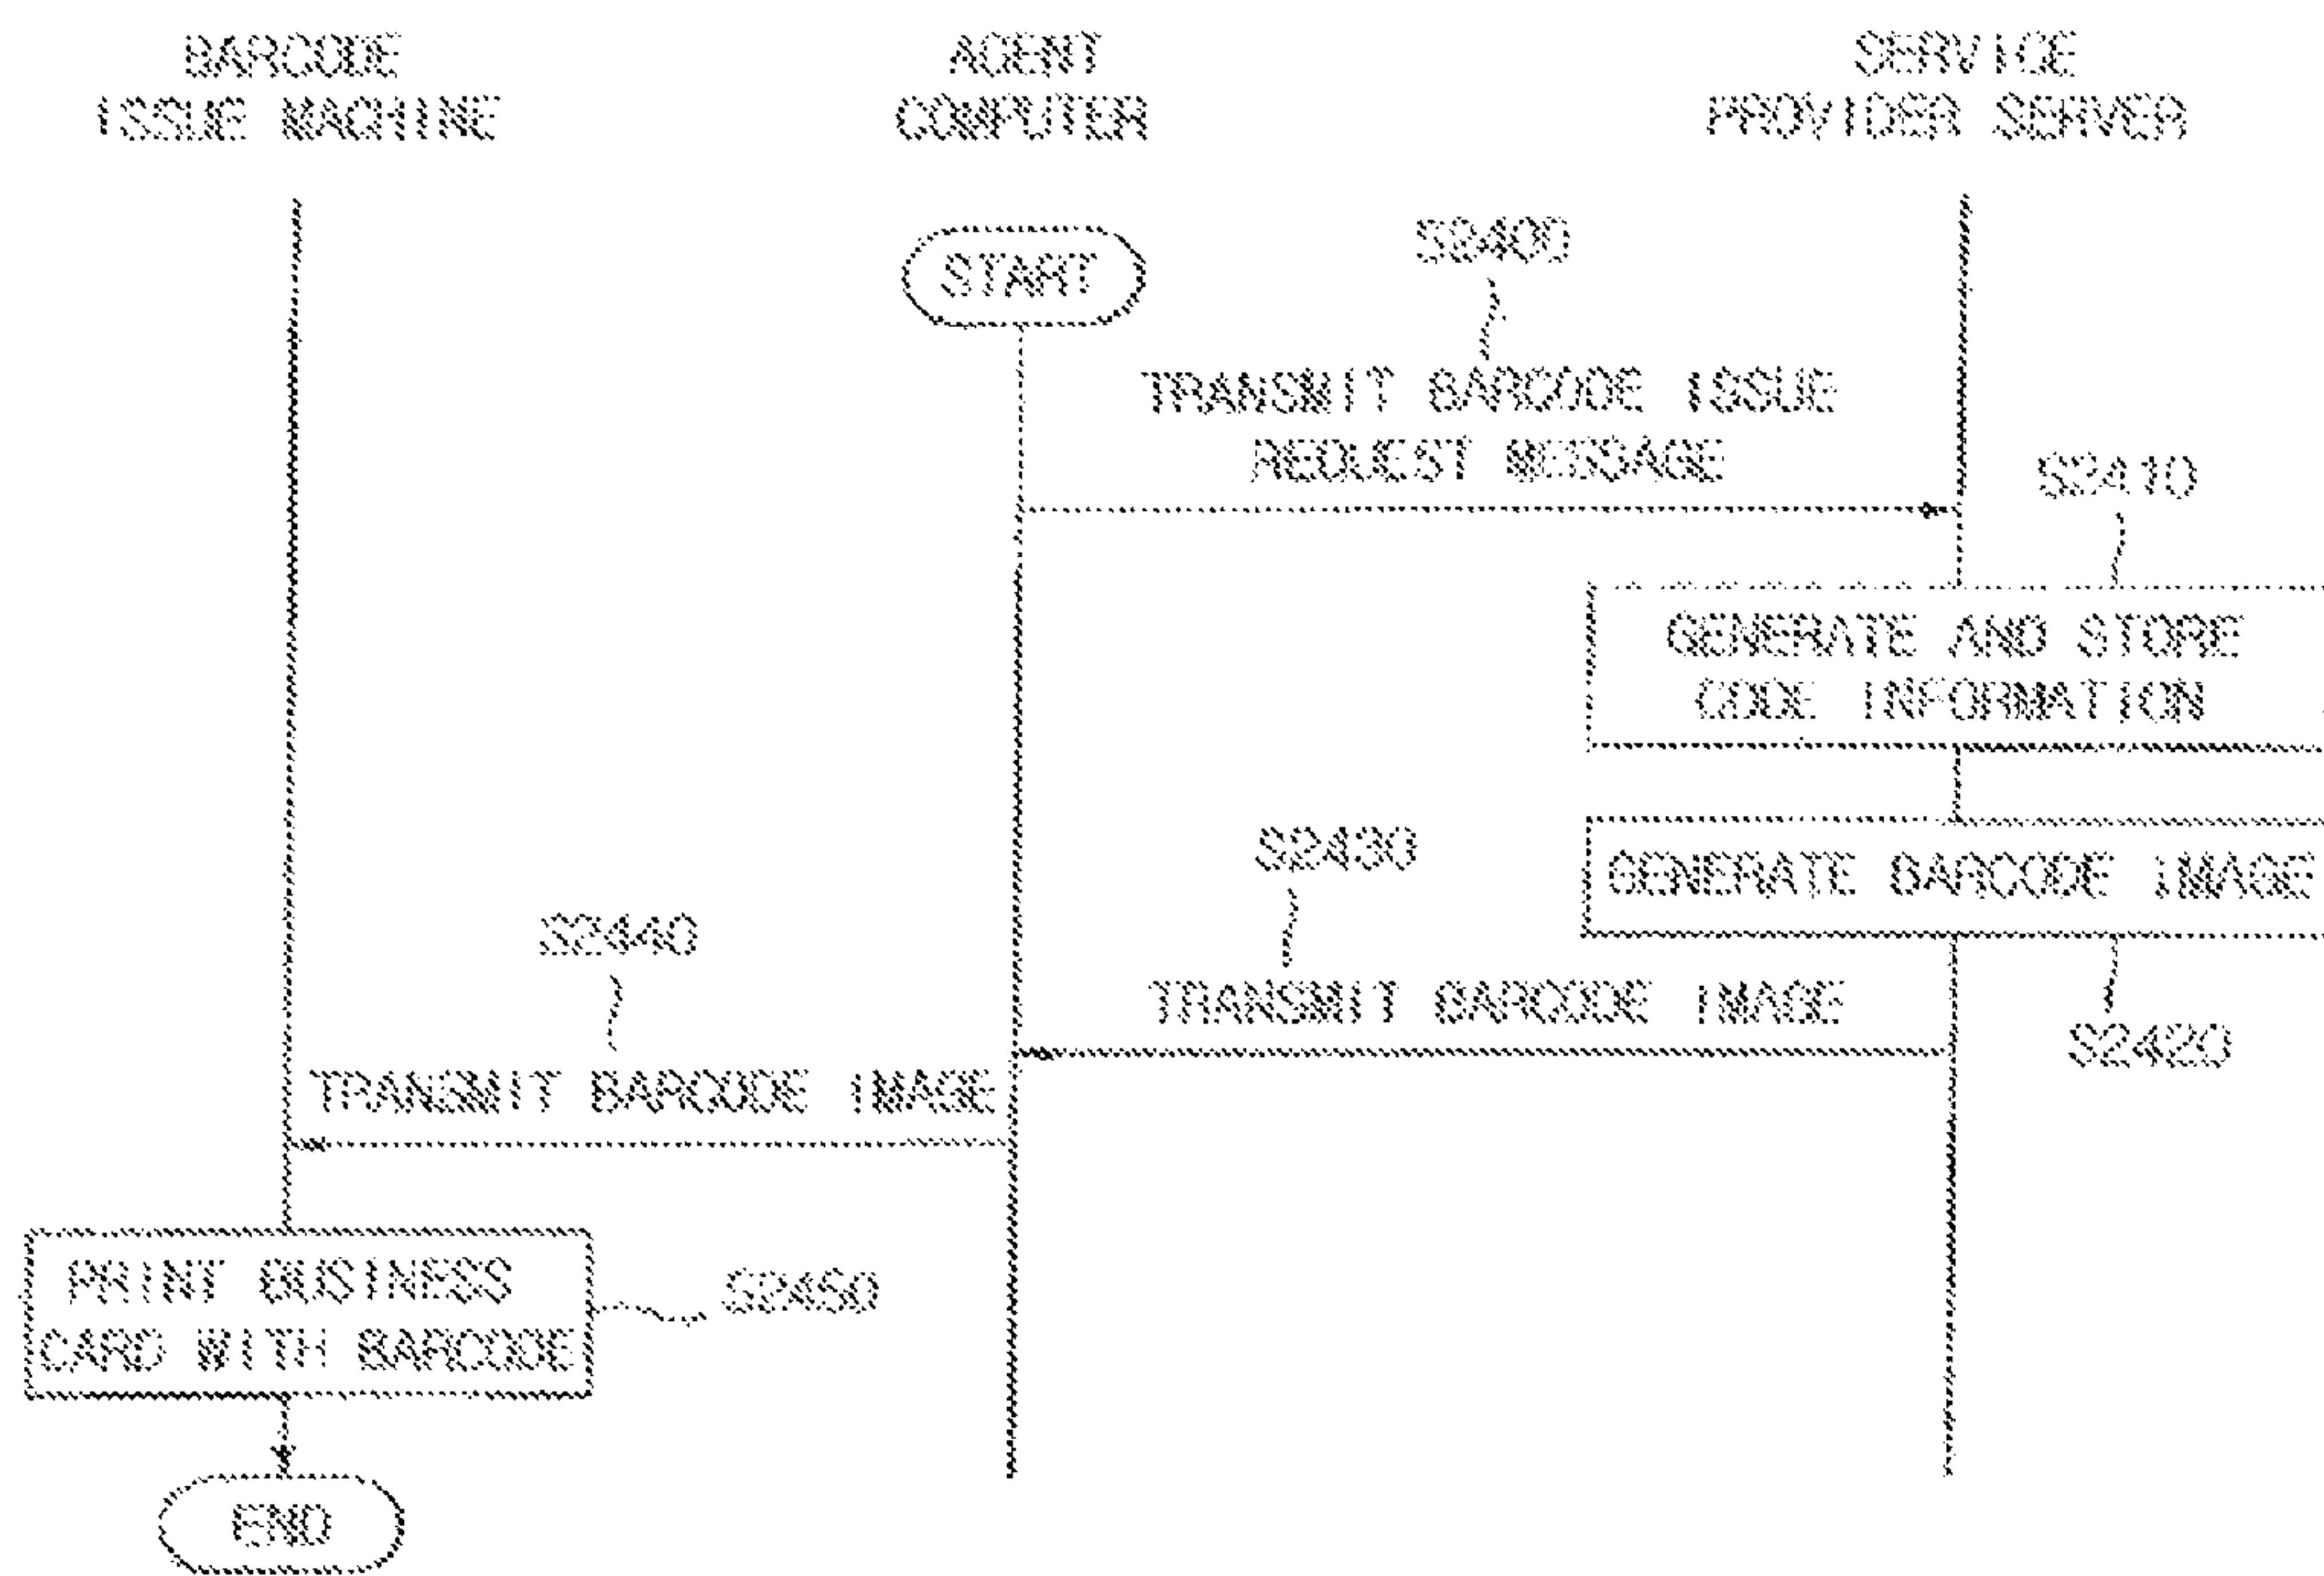 BARCODE
ISSUE MACHINE
AGENT
COMPUTER
SERVICE
PROVIDER SERVER
START
S2400
TRANSMIT BARCODE ISSUE
REQUEST MESSAGE
S2410
GENERATE AND STORE
CODE INFORMATION
GENERATE BARCODE IMAGE
S2420
S2430
TRANSMIT BARCODE IMAGE
S2440
TRANSMIT BARCODE IMAGE
PRINT BUSINESS
CARD WITH BARCODE
S2450
END